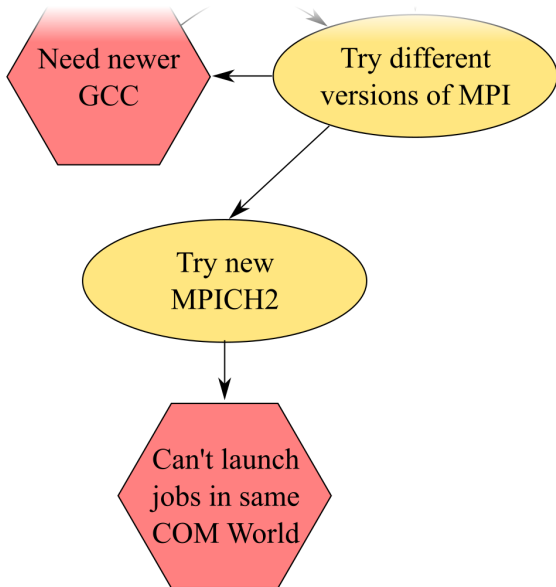 Need newer
GCC
Try different
versions of MPI
Try new
MPICH2
Can't launch
jobs in same
COM World